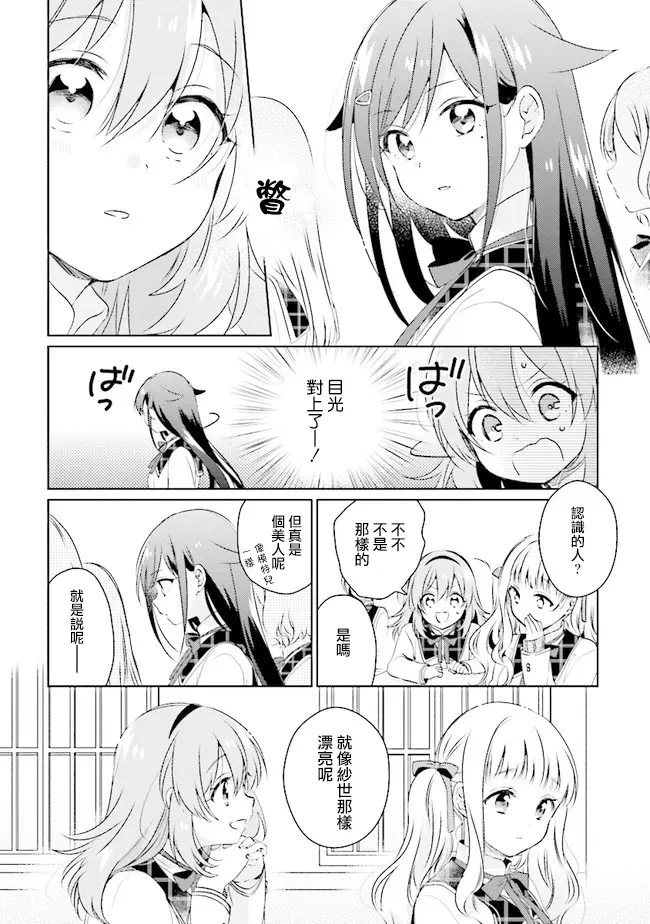 瞥
ばっ
目光
對上了ー！
ばっ
認識的人？
不不
不是
那樣的
是嗎
但真是
個美人呢
像模特兒
一樣
就是說呢ー
就像紗世那樣
漂亮呢